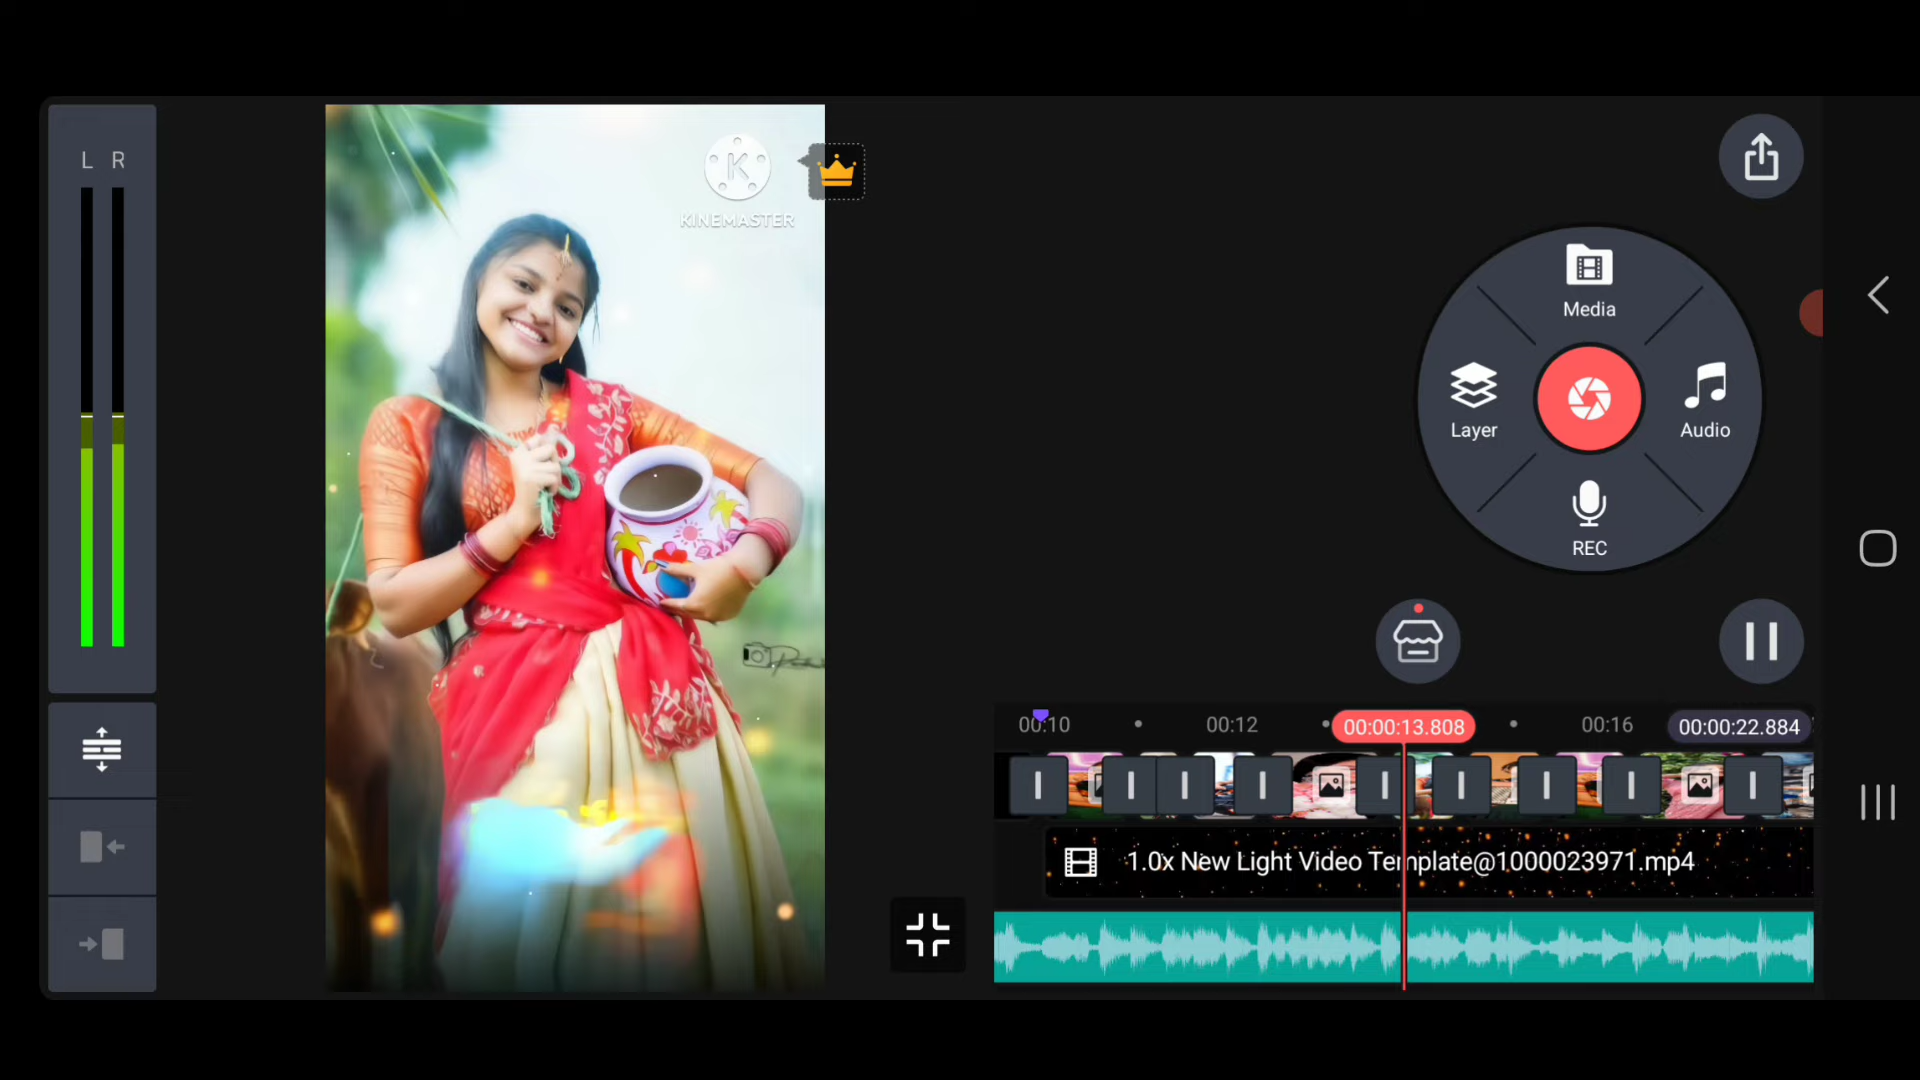 L R
KINEMASTER
Media
Layer
Audio
REC
00:10
00:12
00:00:13.808
00:16
00:00:22.884
1.0x New Light Video Template@1000023971.mp4